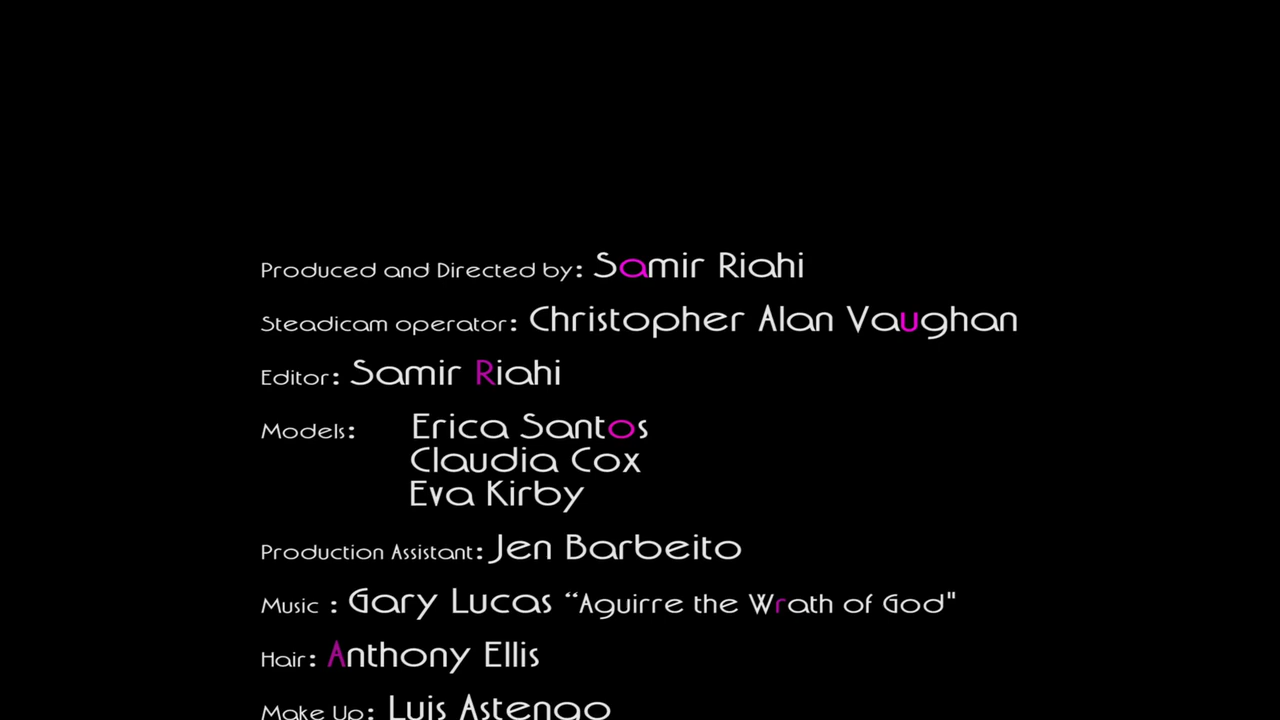 Produced and Directed by: Samir Riahi
Steadicam operator: Christopher Alan Vaughan
Editor: Samir Riahi
Models: Erica Santos
Claudia Cox
Eva Kirby
Production Assistant: Jen Barbeito
Music : Gary Lucas “Aguirre the Wrath of God"
Hair: Anthony Ellis
Make Up: Luis Astengo